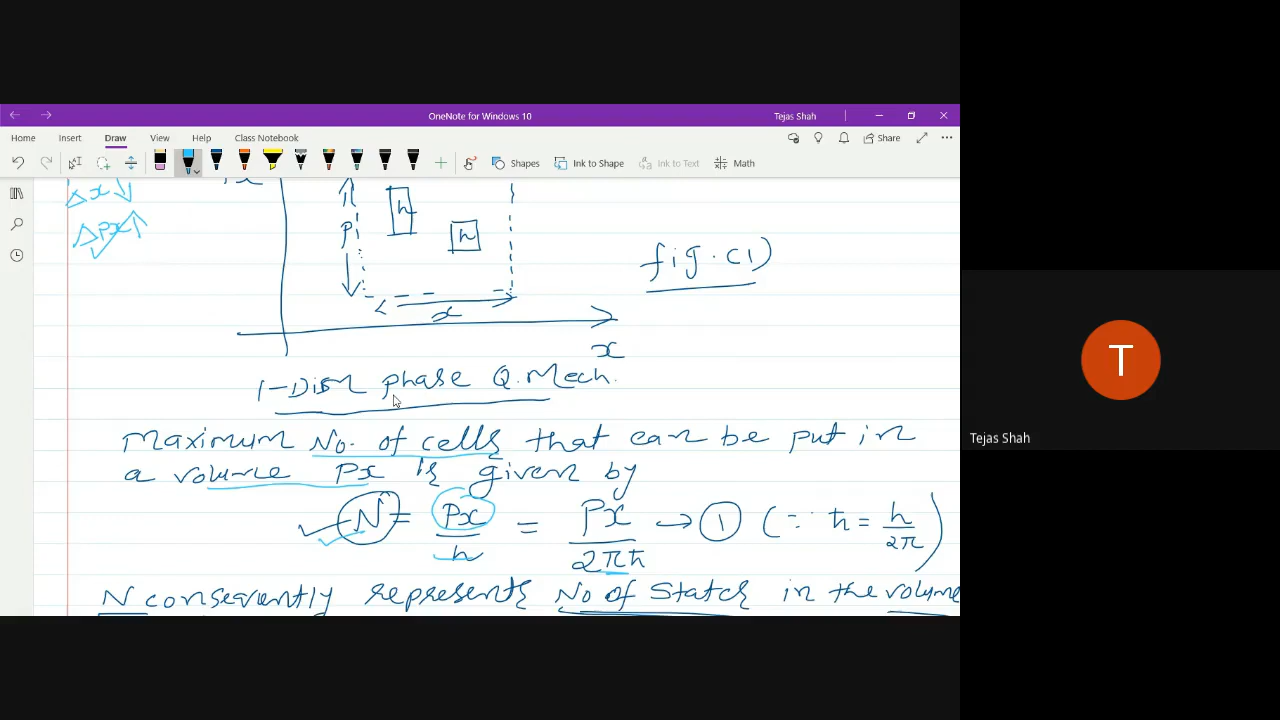 OneNote for Windows 10
Tejas Shah
Home Insert Draw View Help Class Notebook
Share
Shapes Ink to Shape Ink to Text Math
Δx↓
ΔPx↑
h
P
h
fig.(1)
x
x
1-Dim phase Q.Mech.
Maximum No. of cells that can be put in
a volume Px is given by
N = Px/h = Px/2πħ → ① (∵ ħ = h/2π)
N consequently represents No of States in the volume
T
Tejas Shah